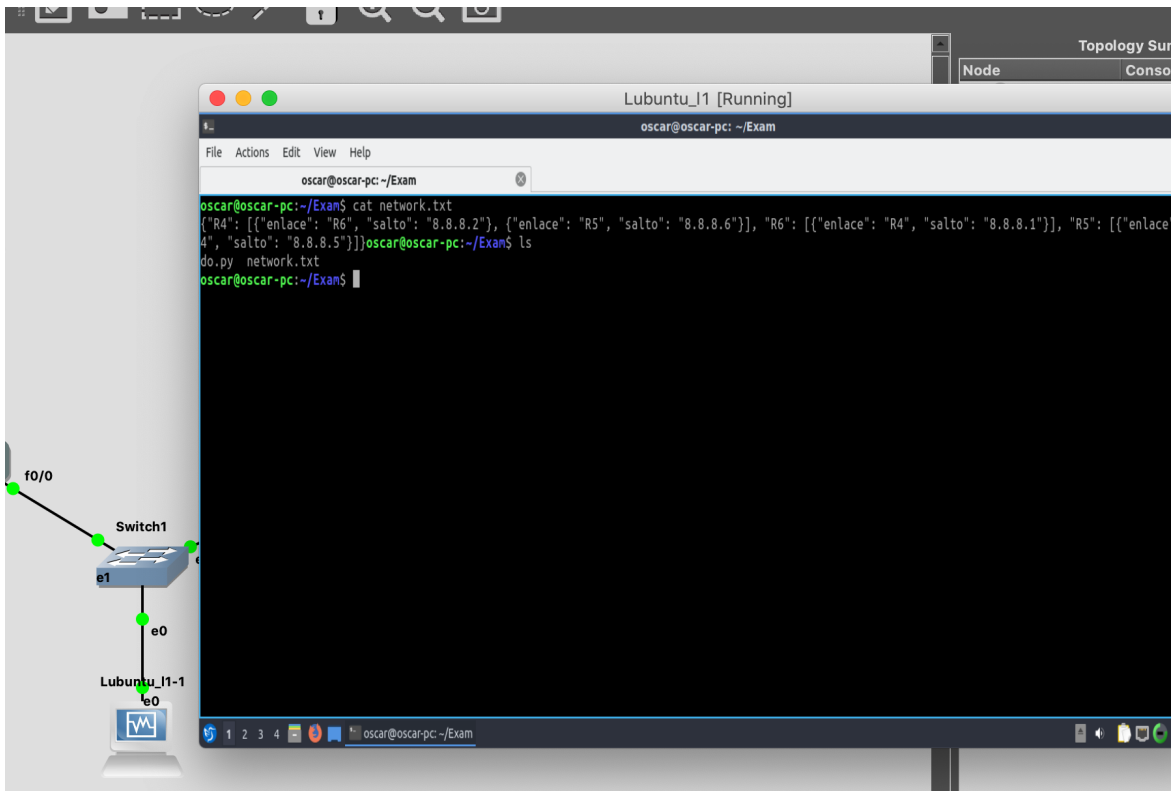 Topology Sur
Node Conso
Lubuntu_l1 [Running]
oscar@oscar-pc: ~/Exam
File Actions Edit View Help
oscar@oscar-pc: ~/Exam
oscar@oscar-pc:~/Exam$ cat network.txt
{"R4": [{"enlace": "R6", "salto": "8.8.8.2"}, {"enlace": "R5", "salto": "8.8.8.6"}], "R6": [{"enlace": "R4", "salto": "8.8.8.1"}], "R5": [{"enlace"
4", "salto": "8.8.8.5"}]}oscar@oscar-pc:~/Exam$ ls
do.py network.txt
oscar@oscar-pc:~/Exam$
f0/0
Switch1
e1
e0
Lubuntu_l1-1
e0
1 2 3 4 oscar@oscar-pc: ~/Exam